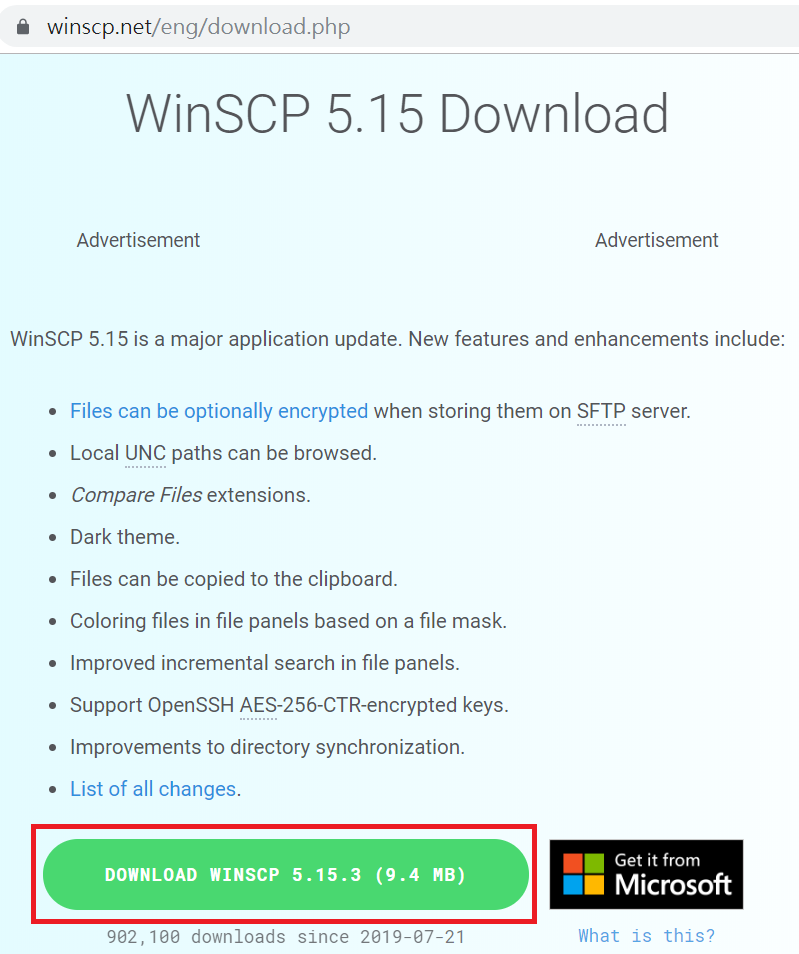 winscp.net/eng/download.php
WinSCP 5.15 Download
Advertisement
Advertisement
WinSCP 5.15 is a major application update. New features and enhancements include:
Files can be optionally encrypted when storing them on SFTP server.
Local UNC paths can be browsed.
Compare Files extensions.
Dark theme.
Files can be copied to the clipboard.
Coloring files in file panels based on a file mask.
Improved incremental search in file panels.
Support OpenSSH AES-256-CTR-encrypted keys.
Improvements to directory synchronization.
List of all changes.
DOWNLOAD WINSCP 5.15.3 (9.4 MB)
Get it from
Microsoft
902,100 downloads since 2019-07-21
What is this?